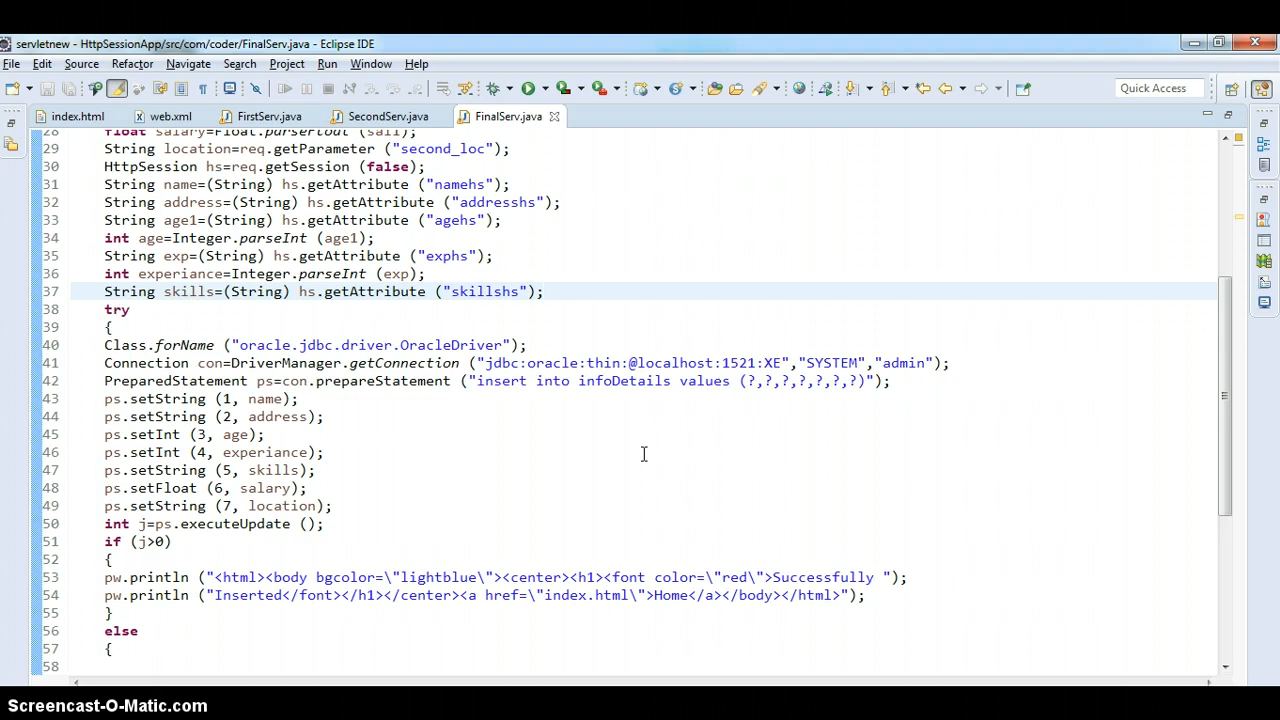 servletnew - HttpSessionApp/src/com/coder/FinalServ.java - Eclipse IDE
File Edit Source Refactor Navigate Search Project Run Window Help
Quick Access
index.html web.xml FirstServ.java SecondServ.java FinalServ.java
28 float salary=Float.parseFloat (sal1);
29 String location=req.getParameter ("second_loc");
30 HttpSession hs=req.getSession (false);
31 String name=(String) hs.getAttribute ("namehs");
32 String address=(String) hs.getAttribute ("addresshs");
33 String age1=(String) hs.getAttribute ("agehs");
34 int age=Integer.parseInt (age1);
35 String exp=(String) hs.getAttribute ("exphs");
36 int experiance=Integer.parseInt (exp);
37 String skills=(String) hs.getAttribute ("skillshs");
38 try
39 {
40 Class.forName ("oracle.jdbc.driver.OracleDriver");
41 Connection con=DriverManager.getConnection ("jdbc:oracle:thin:@localhost:1521:XE","SYSTEM","admin");
42 PreparedStatement ps=con.prepareStatement ("insert into infoDetails values (?,?,?,?,?,?,?)");
43 ps.setString (1, name);
44 ps.setString (2, address);
45 ps.setInt (3, age);
46 ps.setInt (4, experiance);
47 ps.setString (5, skills);
48 ps.setFloat (6, salary);
49 ps.setString (7, location);
50 int j=ps.executeUpdate ();
51 if (j>0)
52 {
53 pw.println ("<html><body bgcolor=\"lightblue\"><center><h1><font color=\"red\">Successfully ");
54 pw.println ("Inserted</font></h1></center><a href=\"index.html\">Home</a></body></html>");
55 }
56 else
57 {
58
Screencast-O-Matic.com